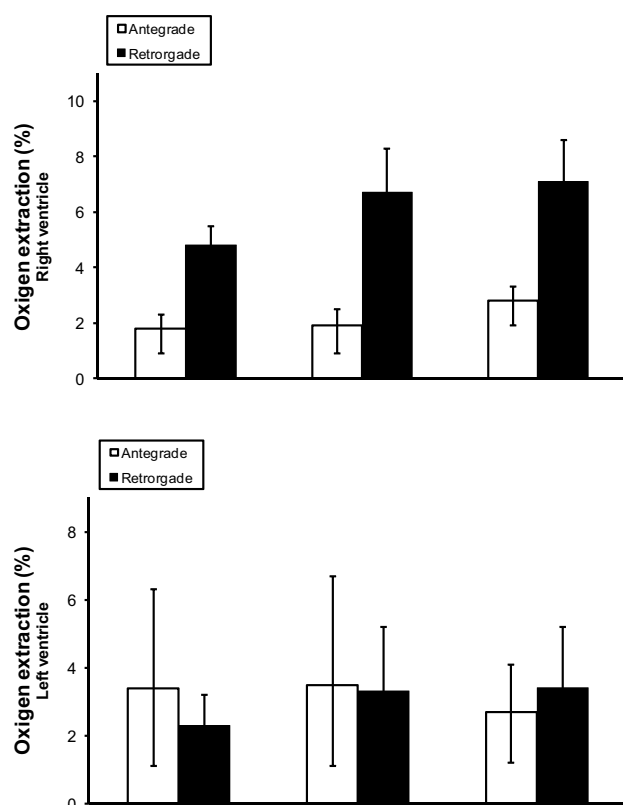 Antegrade
Retrorgade
Oxigen extraction (%)
Right ventricle
10
8
6
4
2
0
Antegrade
Retrorgade
Oxigen extraction (%)
Left ventricle
8
6
4
2
0